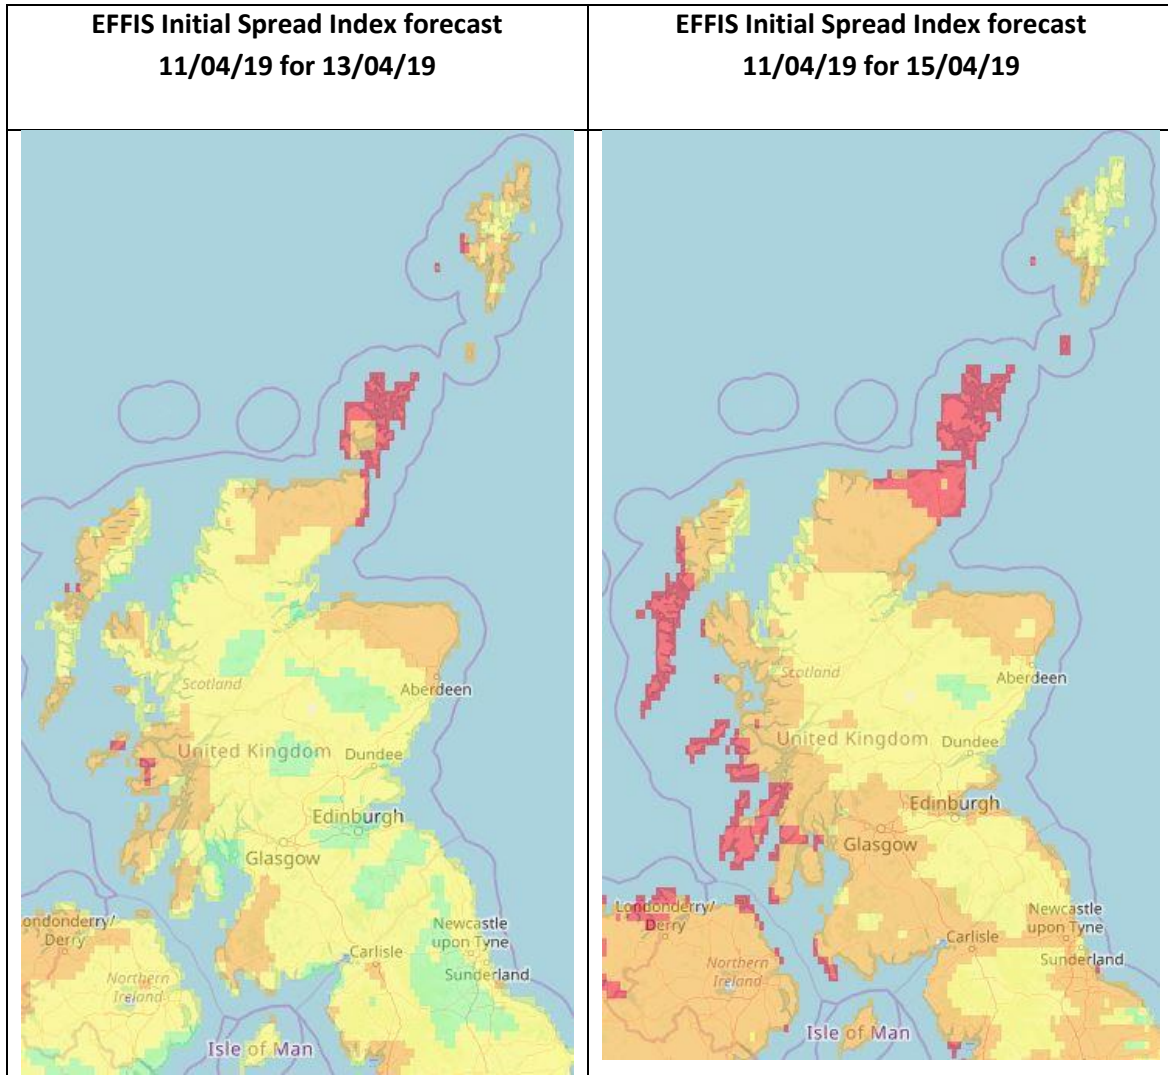 EFFIS Initial Spread Index forecast
11/04/19 for 13/04/19
EFFIS Initial Spread Index forecast
11/04/19 for 15/04/19
Scotland
Aberdeen
United Kingdom
Dundee
Edinburgh
Glasgow
ondonderry/
Derry
Newcastle
upon Tyne
Carlisle
Sunderland
Northern
Ireland
Isle of Man
Scotland
Aberdeen
United Kingdom
Dundee
Edinburgh
Glasgow
Londonderry/
Derry
Newcastle
upon Tyne
Carlisle
Sunderland
Northern
Ireland
Isle of Man